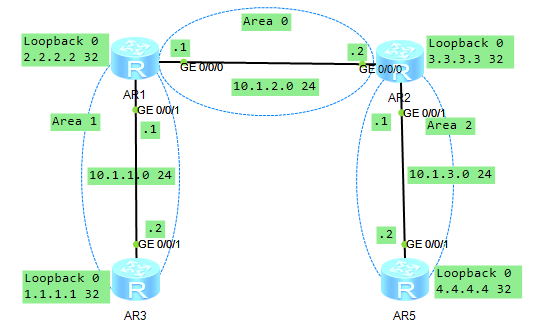 Area 0
Loopback 0
2.2.2.2 32
.1
.2
Loopback 0
3.3.3.3 32
R
GE 0/0/0
GE 0/0/0
R
AR1
10.1.2.0 24
AR2
GE 0/0/1
GE 0/0/1
Area 1
.1
.1
Area 2
10.1.1.0 24
10.1.3.0 24
.2
.2
GE 0/0/1
GE 0/0/1
Loopback 0
1.1.1.1 32
R
R
Loopback 0
4.4.4.4 32
AR3
AR5